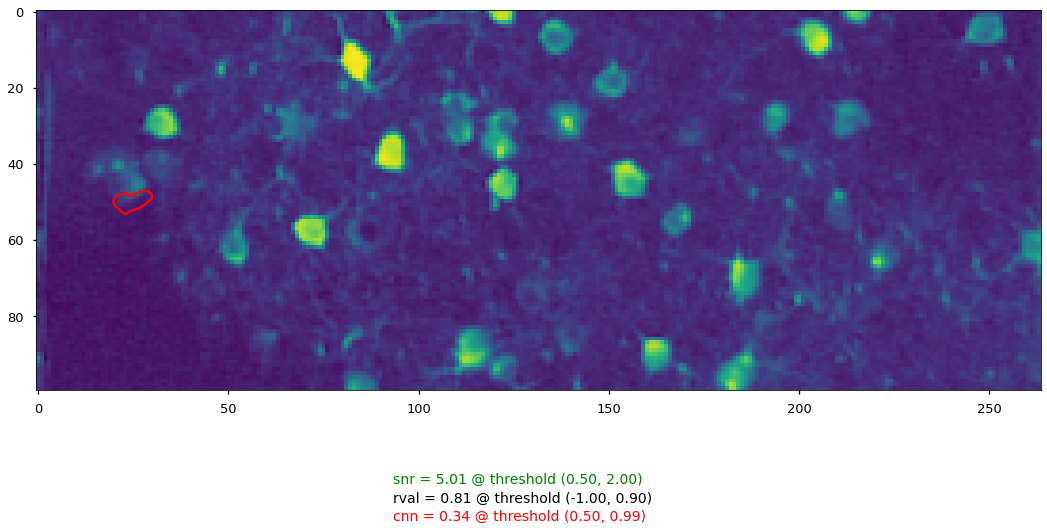 0
20
40
60
80
0 50 100 150 200 250
snr = 5.01 @ threshold (0.50, 2.00)
rval = 0.81 @ threshold (-1.00, 0.90)
cnn = 0.34 @ threshold (0.50, 0.99)